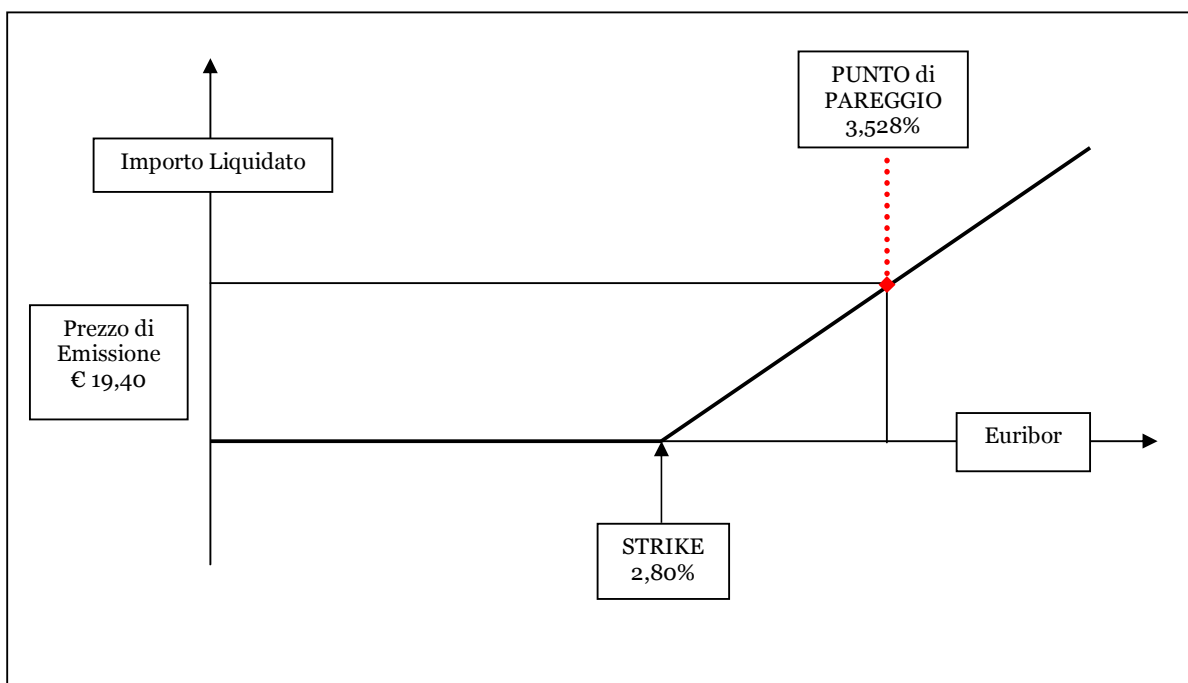 PUNTO di
PAREGGIO
3,528%
Importo Liquidato
Prezzo di
Emissione
€ 19,40
Euribor
STRIKE
2,80%